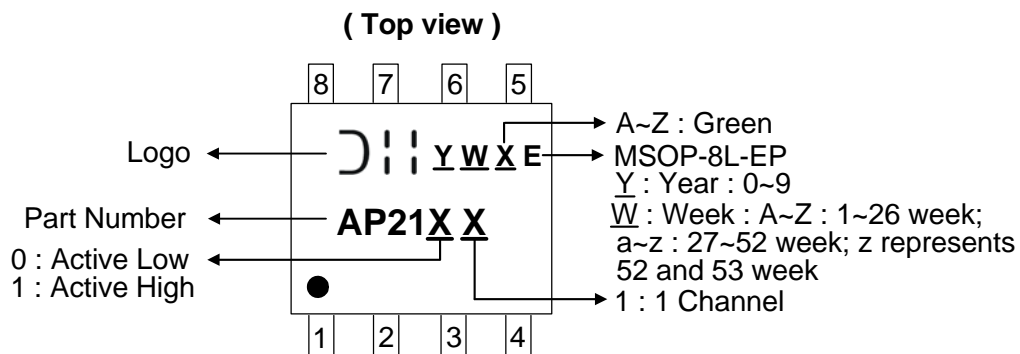 ( Top view )
8 7 6 5
Logo
Y W X E
A~Z : Green
MSOP-8L-EP
Y : Year : 0~9
W : Week : A~Z : 1~26 week;
a~z : 27~52 week; z represents
52 and 53 week
Part Number
AP21X X
0 : Active Low
1 : Active High
1 : 1 Channel
1 2 3 4